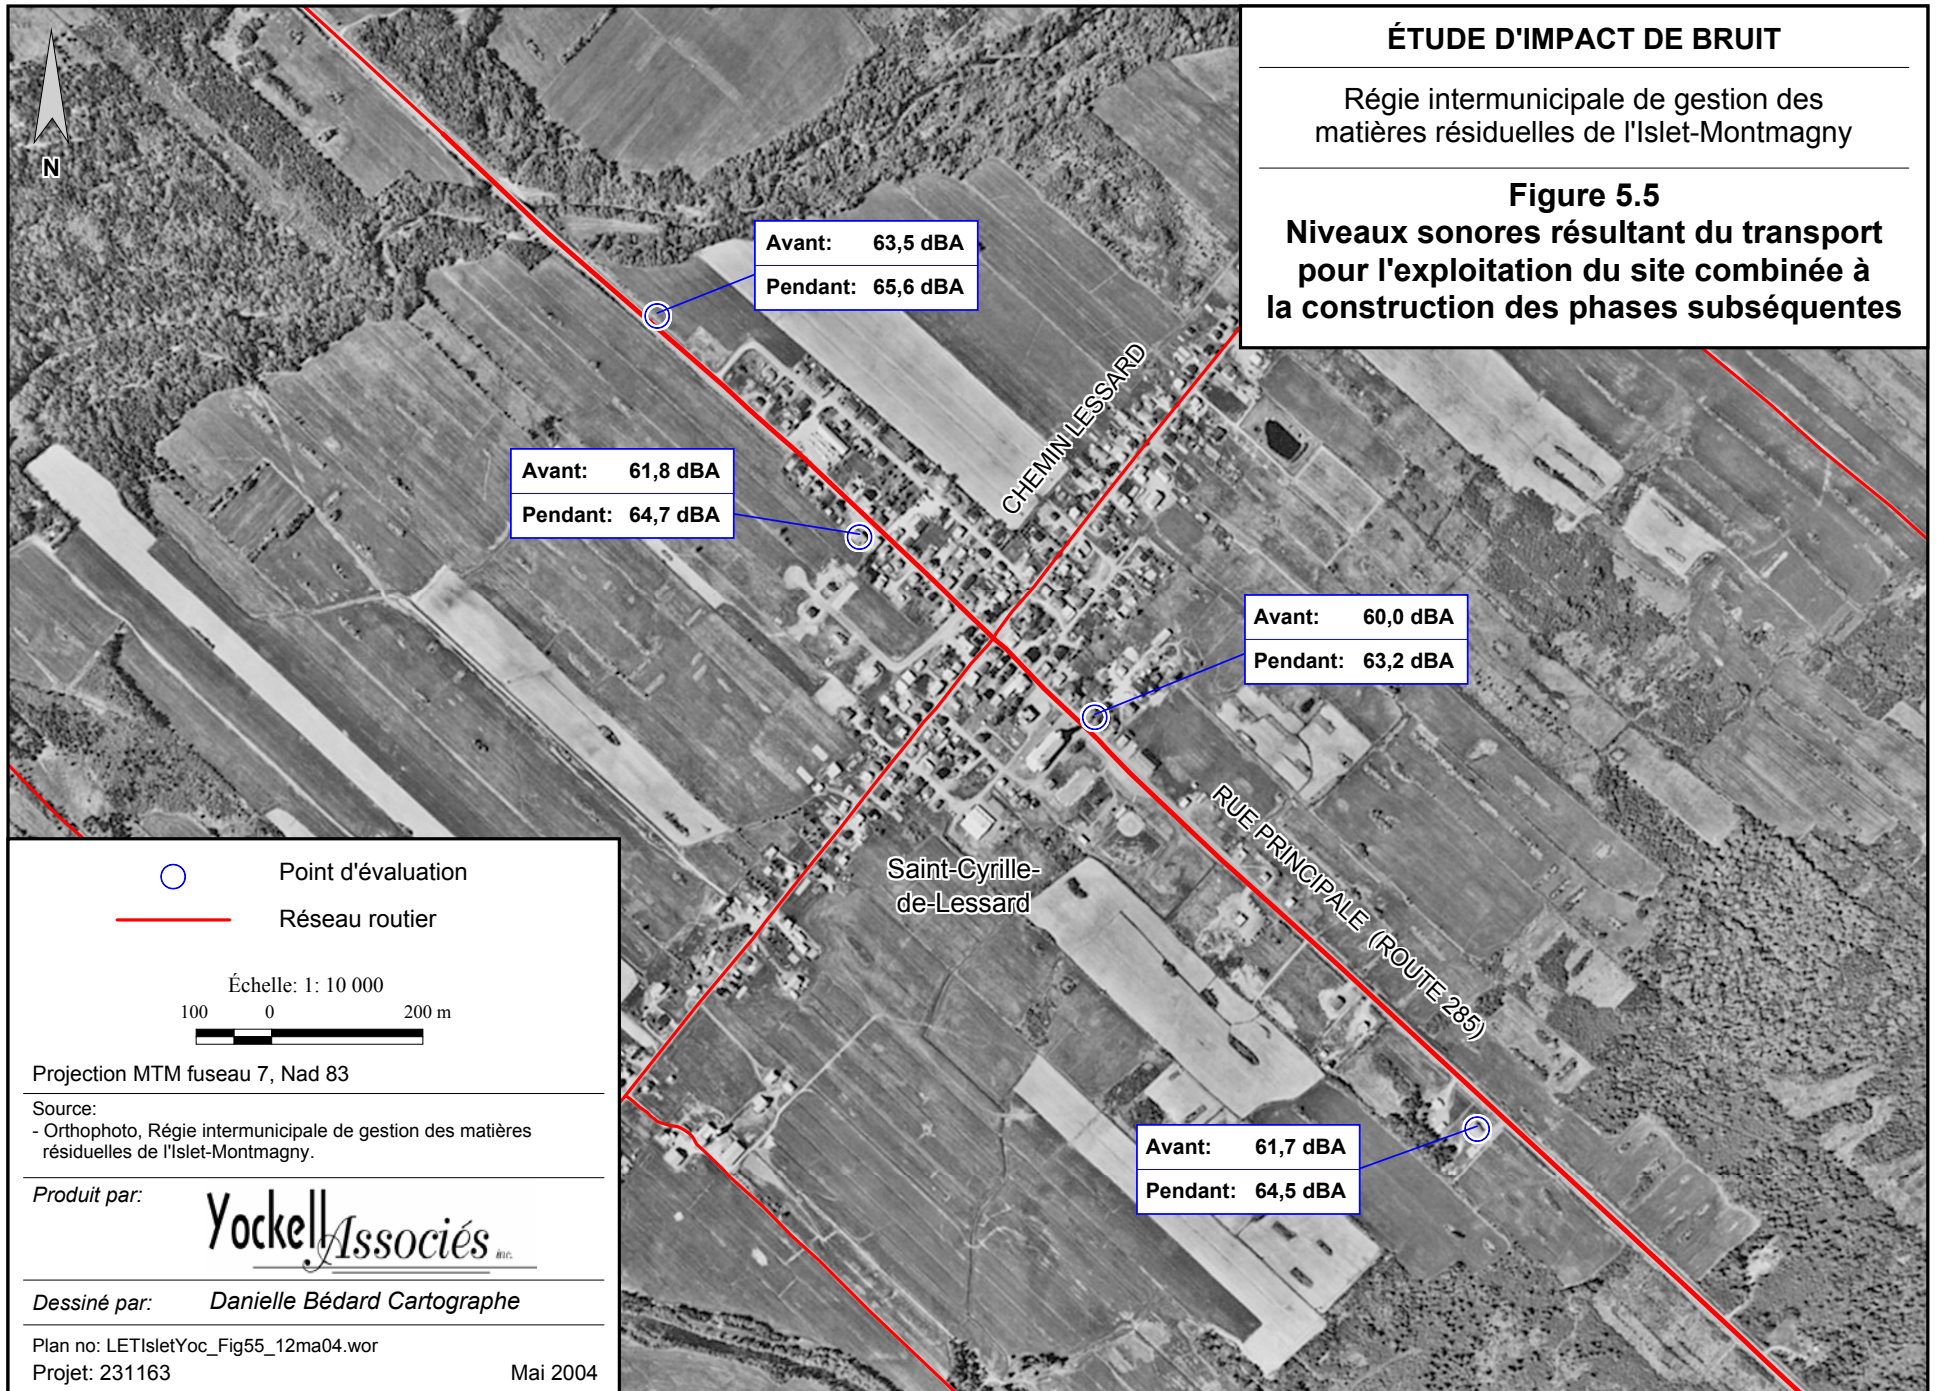 ÉTUDE D'IMPACT DE BRUIT
Régie intermunicipale de gestion des
matières résiduelles de l'Islet-Montmagny
Figure 5.5
Niveaux sonores résultant du transport
pour l'exploitation du site combinée à
la construction des phases subséquentes
N
Avant: 63,5 dBA
Pendant: 65,6 dBA
CHEMIN LESSARD
Avant: 61,8 dBA
Pendant: 64,7 dBA
Avant: 60,0 dBA
Pendant: 63,2 dBA
RUE PRINCIPALE (ROUTE 285)
Saint-Cyrille-
de-Lessard
Avant: 61,7 dBA
Pendant: 64,5 dBA
Point d'évaluation
Réseau routier
Échelle: 1: 10 000
100 0 200 m
Projection MTM fuseau 7, Nad 83
Source:
- Orthophoto, Régie intermunicipale de gestion des matières
résiduelles de l'Islet-Montmagny.
Produit par:
Yockell Associés inc.
Dessiné par: Danielle Bédard Cartographe
Plan no: LETIsletYoc_Fig55_12ma04.wor
Projet: 231163 Mai 2004